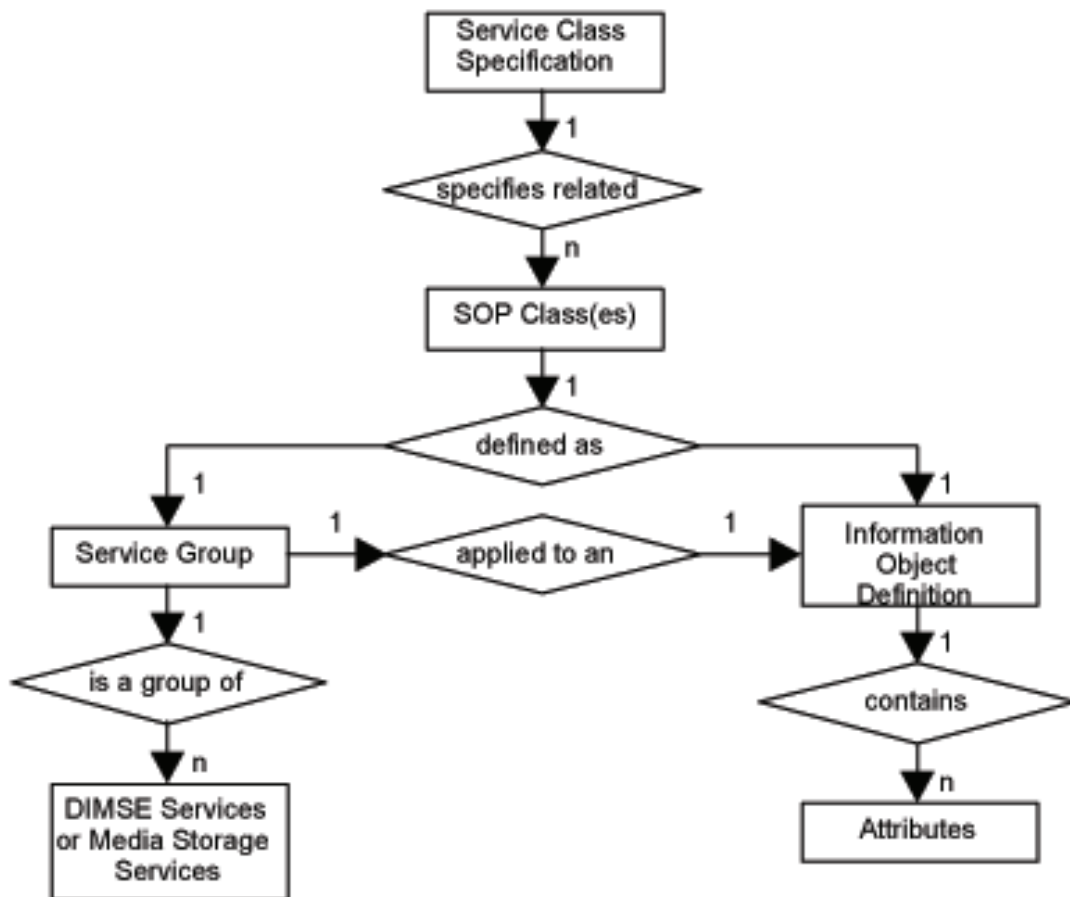 Service Class
Specification
1
specifies related
n
SOP Class(es)
1
defined as
1
1
Service Group
1
applied to an
1
Information
Object
Definition
1
is a group of
n
DIMSE Services
or Media Storage
Services
1
contains
n
Attributes